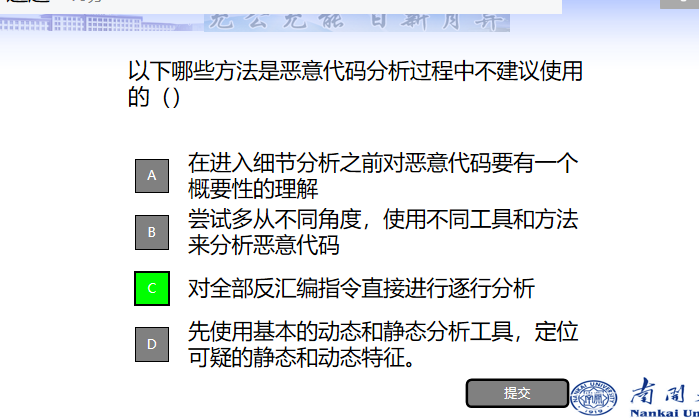 允公允能 日新月异
以下哪些方法是恶意代码分析过程中不建议使用
的（）
A
在进入细节分析之前对恶意代码要有一个
概要性的理解
B
尝试多从不同角度，使用不同工具和方法
来分析恶意代码
C
对全部反汇编指令直接进行逐行分析
D
先使用基本的动态和静态分析工具，定位
可疑的静态和动态特征。
提交
南開
Nankai Un